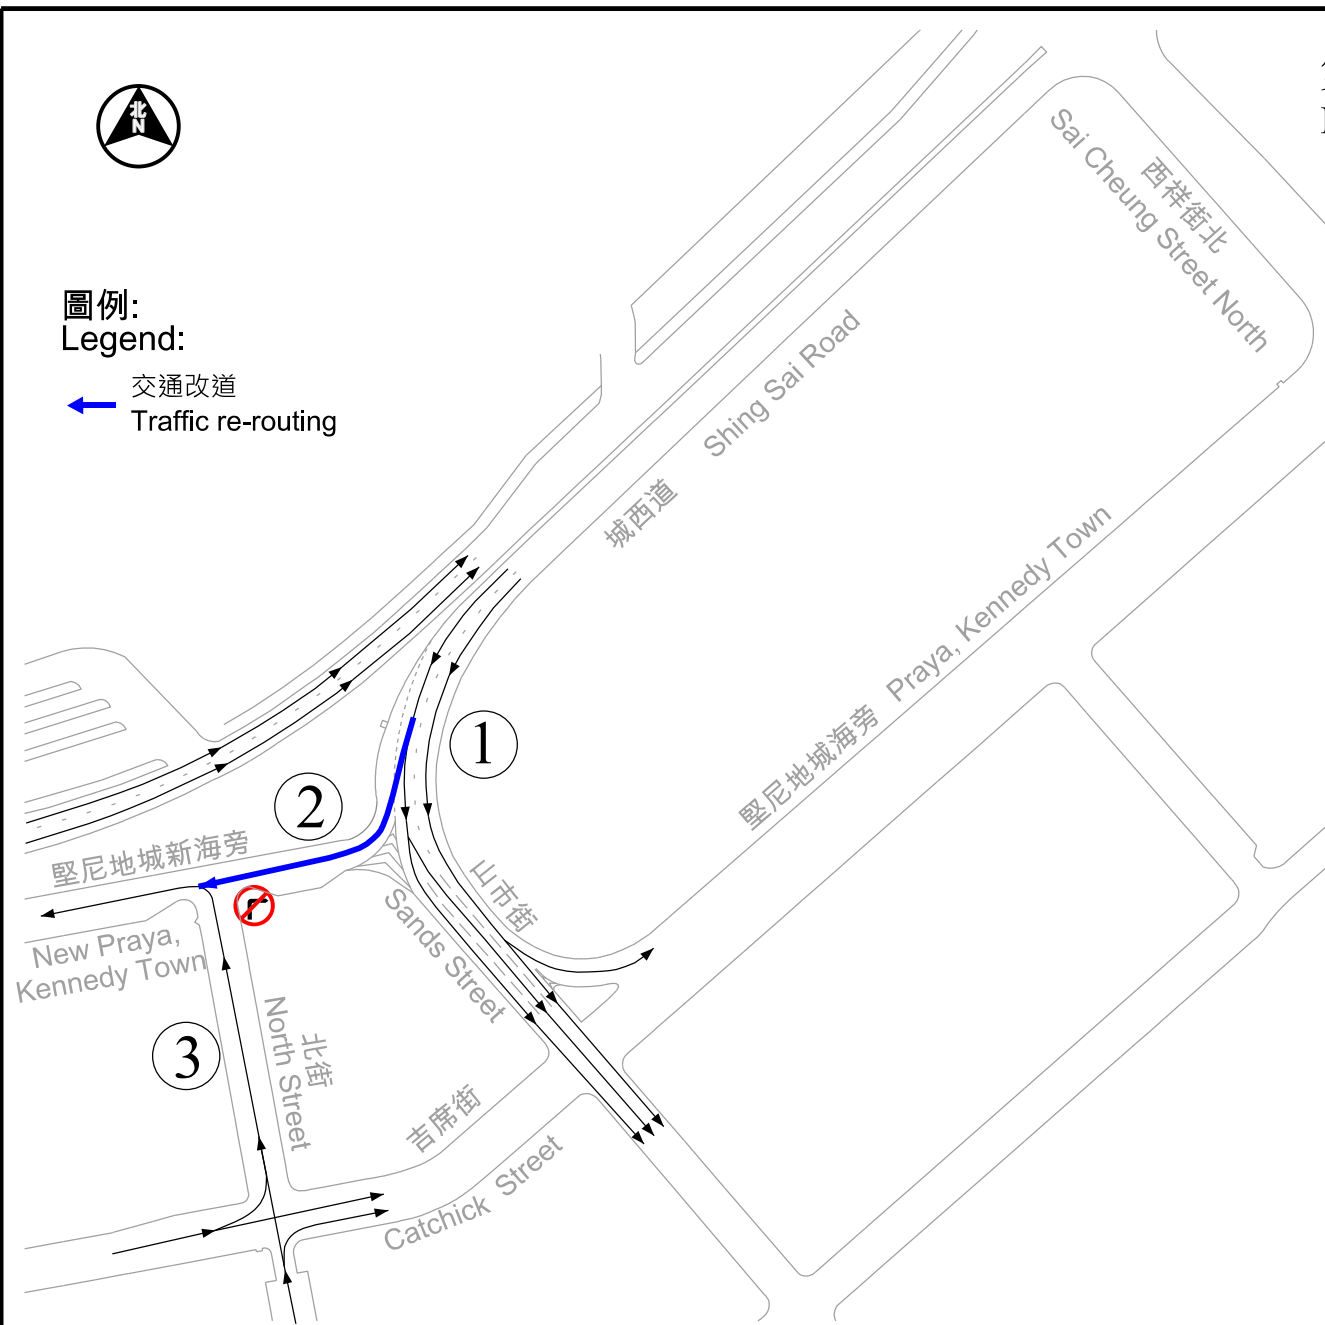 北
N
圖例:
Legend:
交通改道
Traffic re-routing
西祥街北
Sai Cheung Street North
城西道 Shing Sai Road
堅尼地城海旁 Praya, Kennedy Town
1
2
堅尼地城新海旁
New Praya,
Kennedy Town
山市街
Sands Street
3
北街
North Street
吉席街
Catchick Street